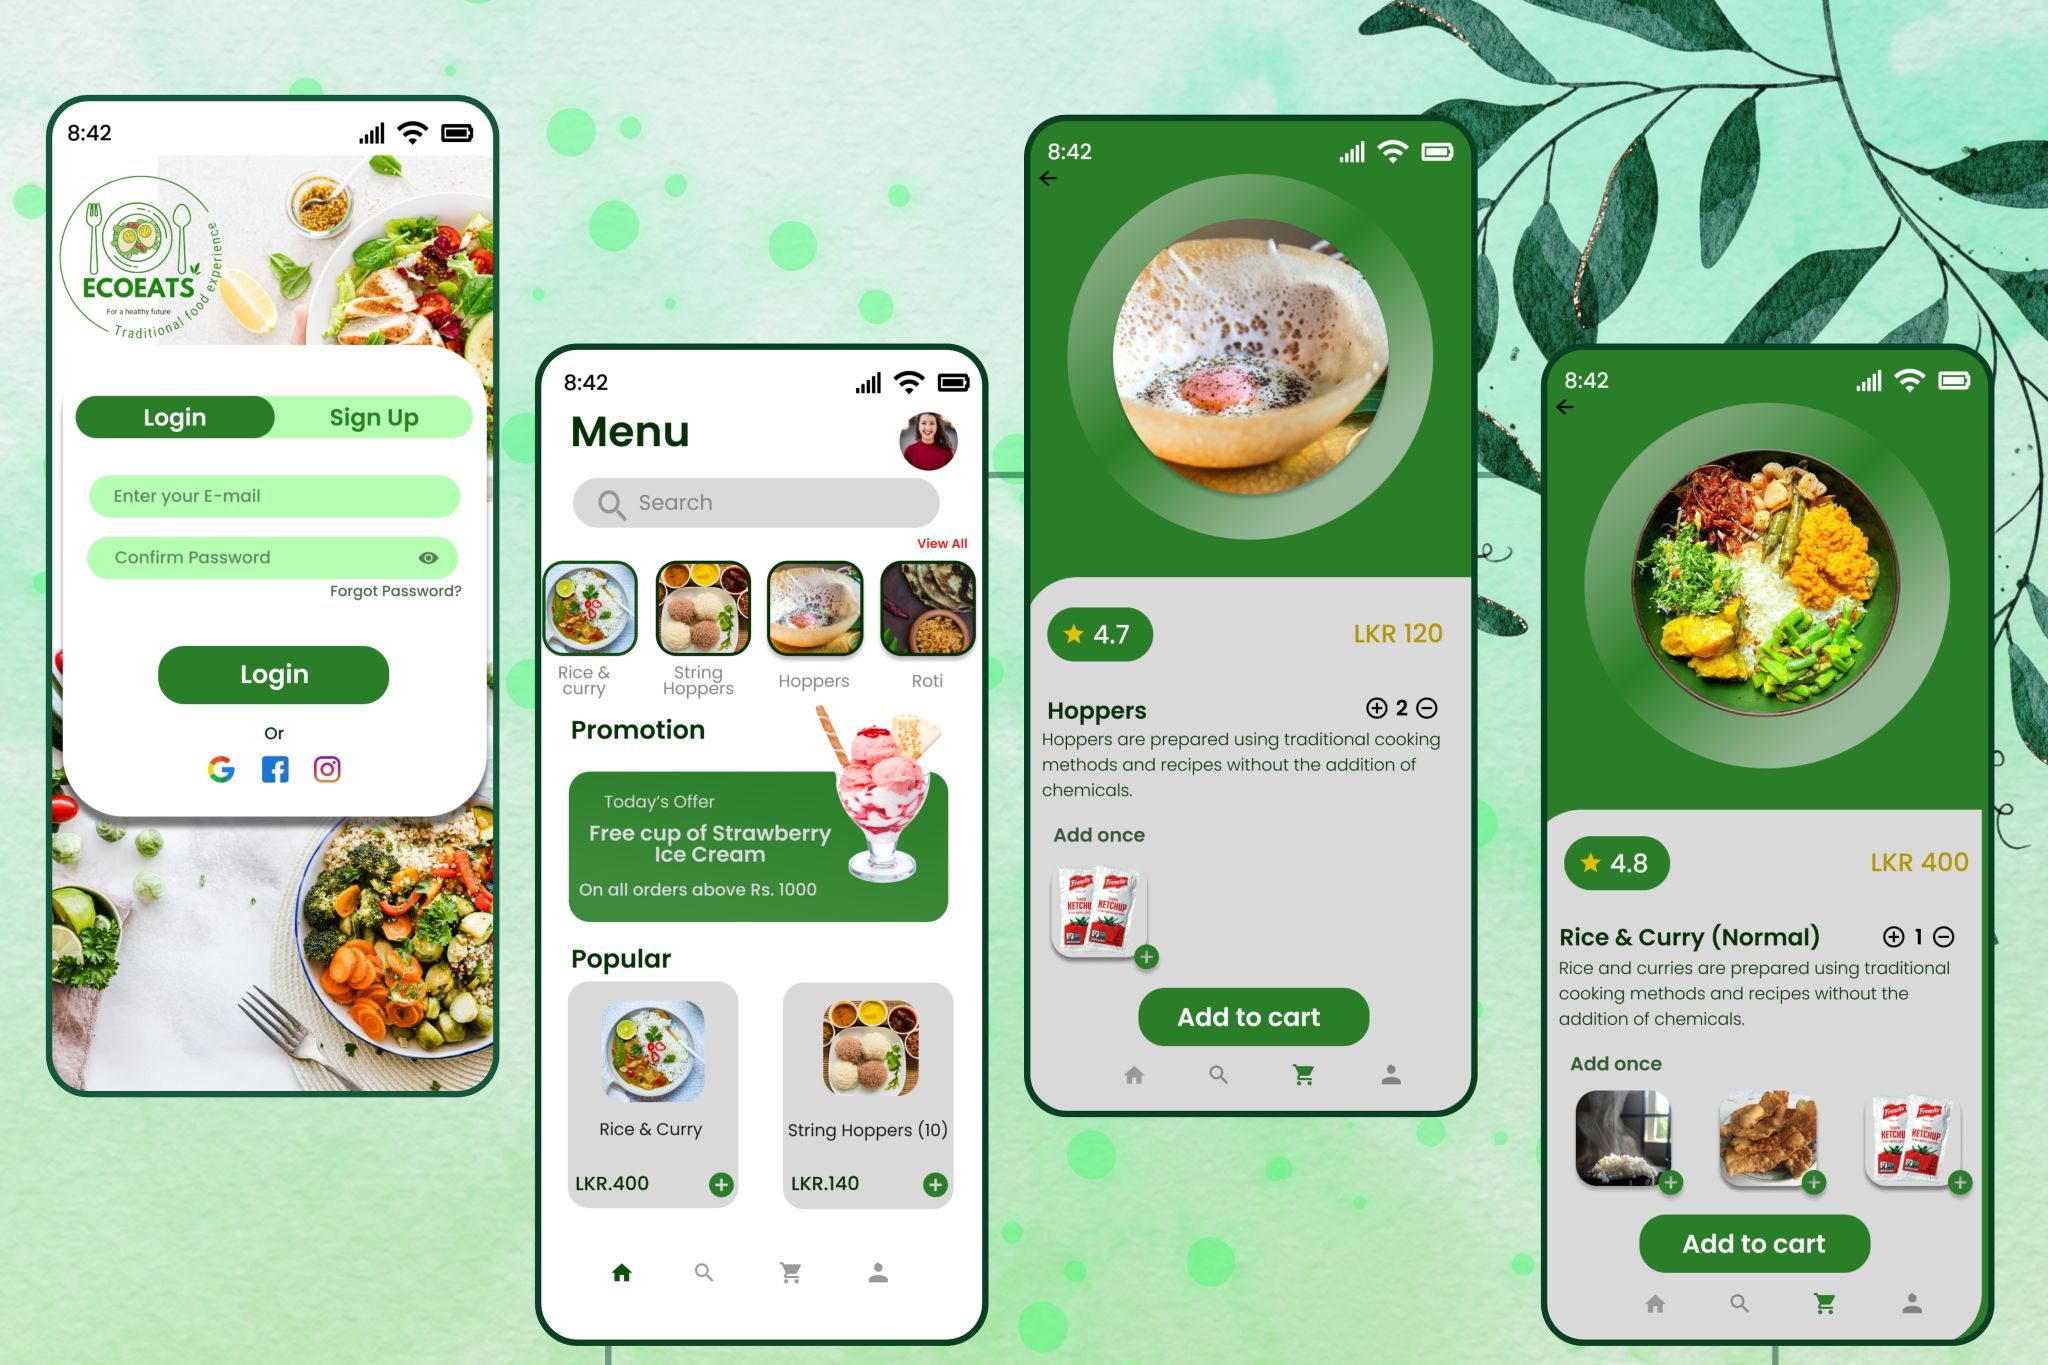 8:42
ECOEATS
For a healthy future
Traditional food experience
Login
Sign Up
Enter your E-mail
Confirm Password
Forgot Password?
Login
Or
8:42
Menu
Search
View All
Rice &
curry
String
Hoppers
Hoppers
Roti
Promotion
Today's Offer
Free cup of Strawberry
Ice Cream
On all orders above Rs. 1000
Popular
Rice & Curry
LKR.400
String Hoppers (10)
LKR.140
8:42
4.7
LKR 120
Hoppers
2
Hoppers are prepared using traditional cooking
methods and recipes without the addition of
chemicals.
Add once
French's
KETCHUP
Add to cart
8:42
4.8
LKR 400
Rice & Curry (Normal)
1
Rice and curries are prepared using traditional
cooking methods and recipes without the
addition of chemicals.
Add once
French's
KETCHUP
Add to cart